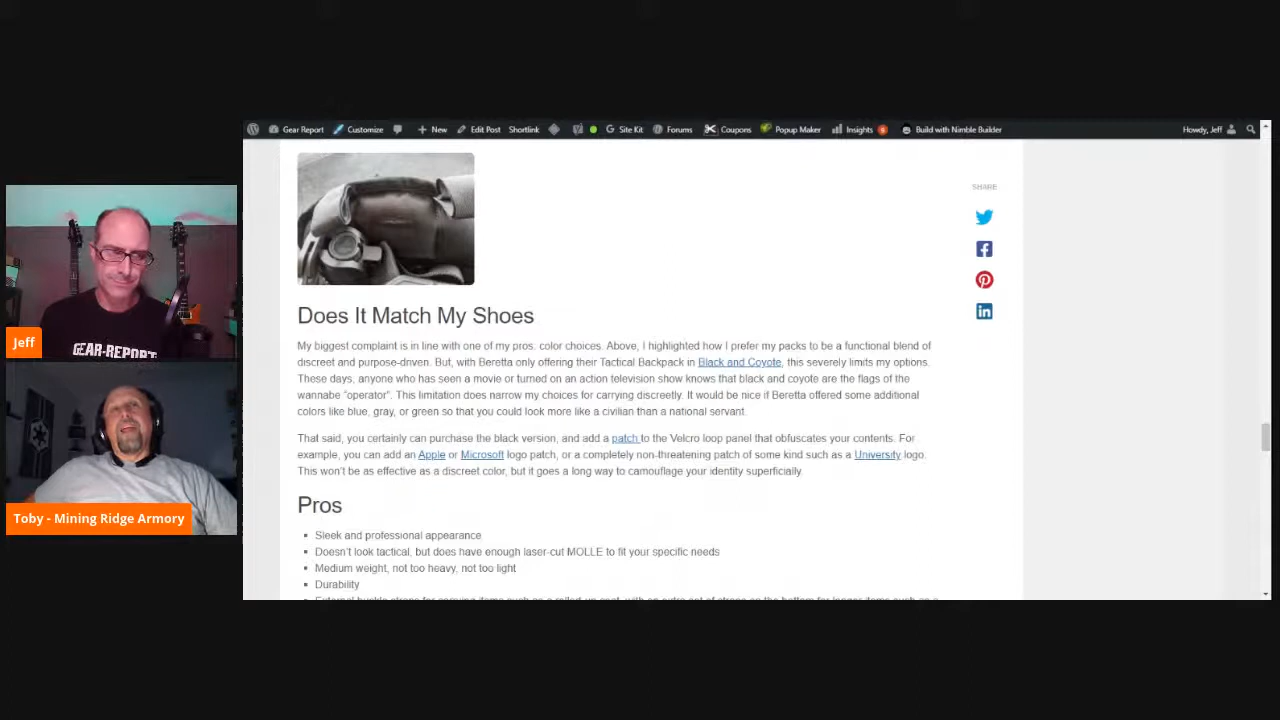 Gear Report Customize New Edit Post Shortlink Site Kit Forums Coupons Popup Maker Insights 6 Build with Nimble Builder Howdy, Jeff
SHARE
Does It Match My Shoes
My biggest complaint is in line with one of my pros: color choices. Above, I highlighted how I prefer my packs to be a functional blend of
discreet and purpose-driven. But, with Beretta only offering their Tactical Backpack in Black and Coyote, this severely limits my options.
These days, anyone who has seen a movie or turned on an action television show knows that black and coyote are the flags of the
wannabe “operator”. This limitation does narrow my choices for carrying discreetly. It would be nice if Beretta offered some additional
colors like blue, gray, or green so that you could look more like a civilian than a national servant.
That said, you certainly can purchase the black version, and add a patch to the Velcro loop panel that obfuscates your contents. For
example, you can add an Apple or Microsoft logo patch, or a completely non-threatening patch of some kind such as a University logo.
This won't be as effective as a discreet color, but it goes a long way to camouflage your identity superficially.
Pros
Sleek and professional appearance
Doesn't look tactical, but does have enough laser-cut MOLLE to fit your specific needs
Medium weight, not too heavy, not too light
Durability
GEAR-REPORT
Jeff
Toby - Mining Ridge Armory